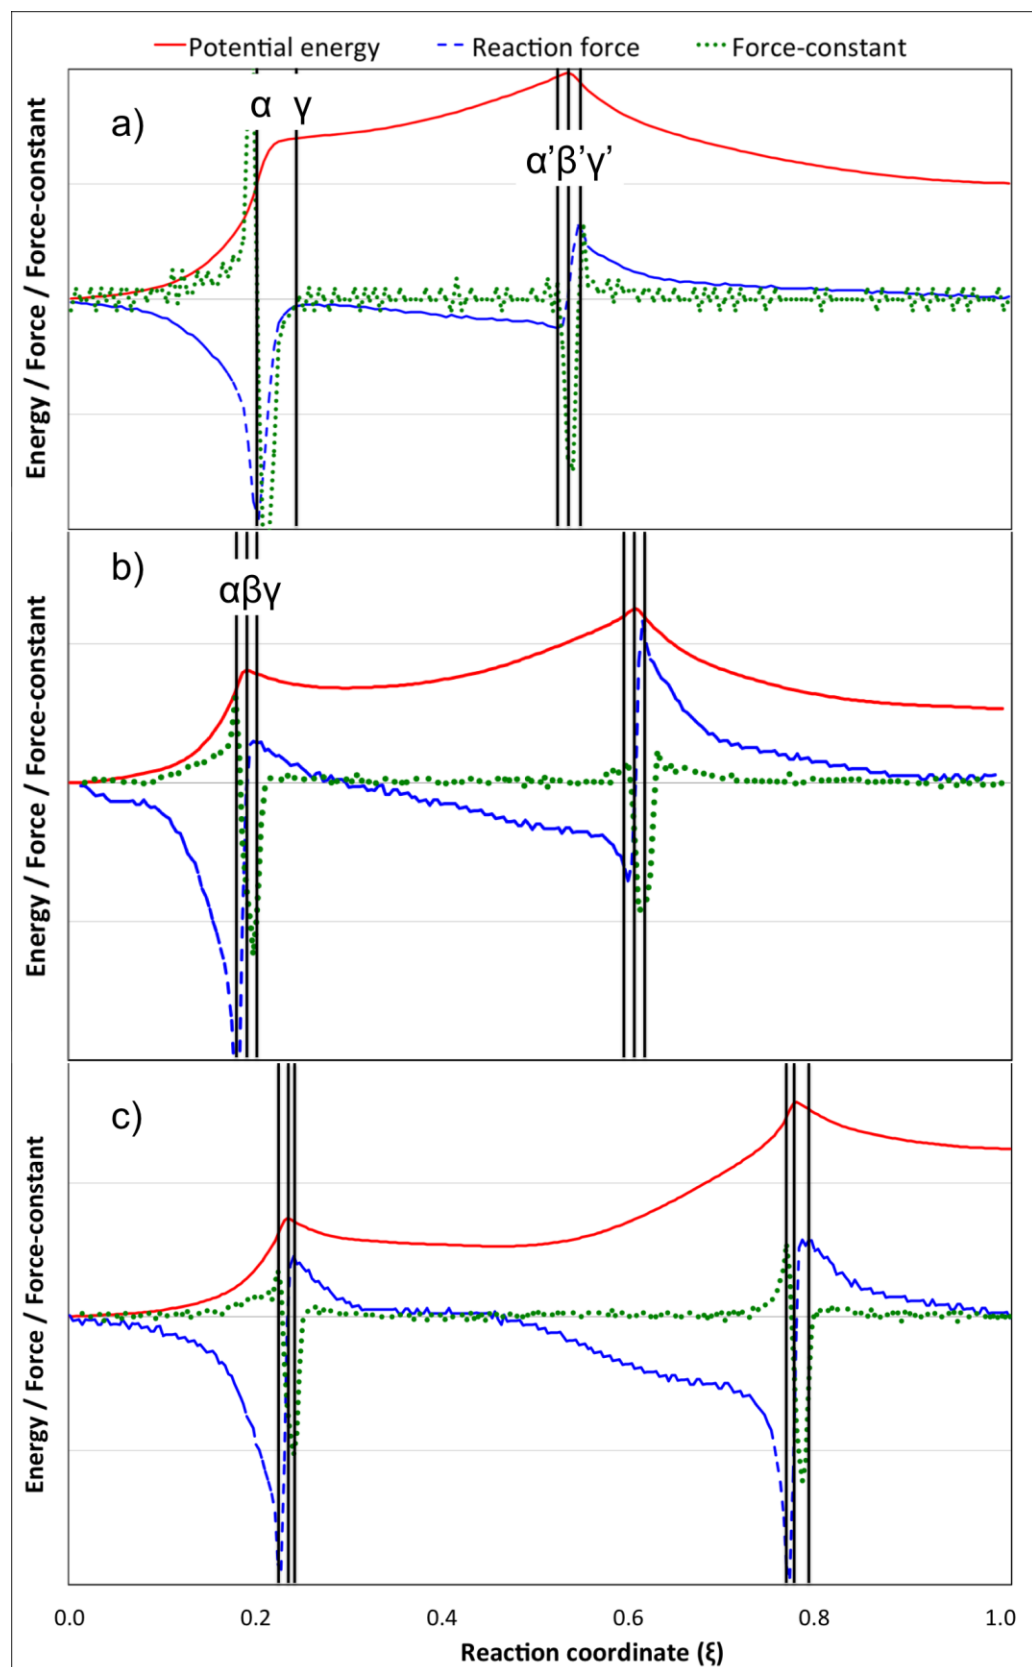 Potential energy Reaction force Force-constant
a)
α γ
α’β’γ’
Energy / Force / Force-constant
b)
αβγ
Energy / Force / Force-constant
c)
Energy / Force / Force-constant
0.0 0.2 0.4 0.6 0.8 1.0
Reaction coordinate (ξ)